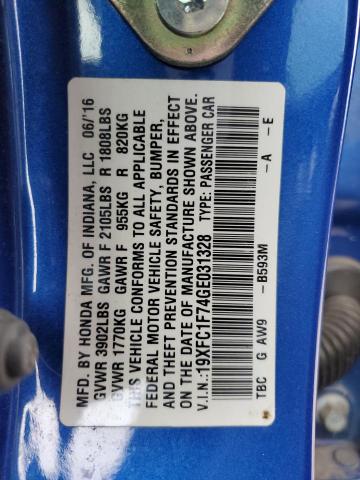 MFD. BY HONDA MFG. OF INDIANA, LLC 06/'16
GVWR 3902LBS GAWR F 2105LBS R 1808LBS
GVWR 1770KG GAWR F 955KG R 820KG
THIS VEHICLE CONFORMS TO ALL APPLICABLE
FEDERAL MOTOR VEHICLE SAFETY, BUMPER,
AND THEFT PREVENTION STANDARDS IN EFFECT
ON THE DATE OF MANUFACTURE SHOWN ABOVE.
V.I.N.:19XFC1F74GE031328 TYPE: PASSENGER CAR
TBC G AW9 -B593M -A -E